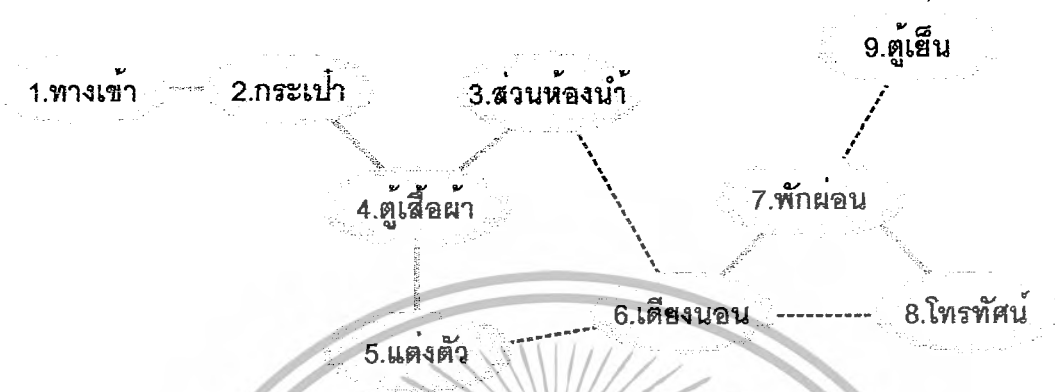 9.ตู้เย็น
1.ทางเข้า 2.กระเป๋า 3.ส่วนห้องน้ำ
4.ตู้เสื้อผ้า 7.พักผ่อน
6.เตียงนอน 8.โทรทัศน์
5.แต่งตัว